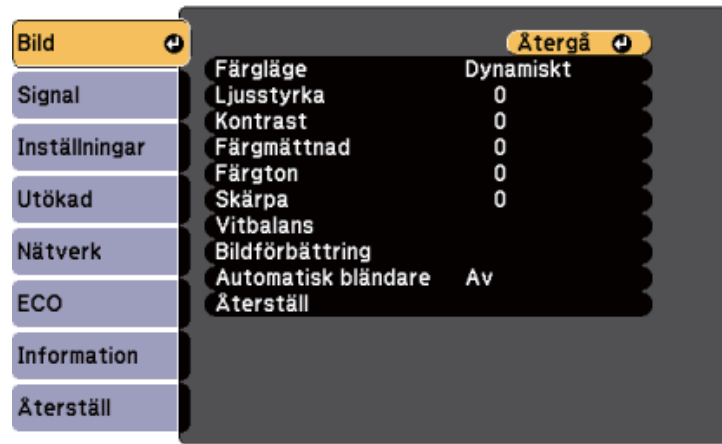 Bild
Signal
Inställningar
Utökad
Nätverk
ECO
Information
Återställ
Återgå
Färgläge Dynamiskt
Ljusstyrka 0
Kontrast 0
Färgmättnad 0
Färgton 0
Skärpa 0
Vitbalans
Bildförbättring
Automatisk bländare Av
Återställ